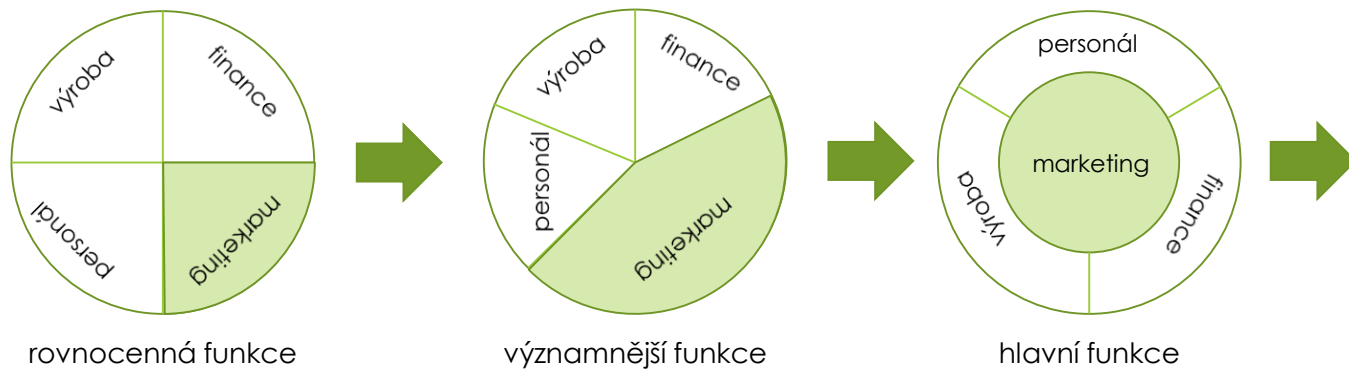 výroba
finance
personál
marketing
rovnocenná funkce
výroba
finance
personál
marketing
významnější funkce
personál
marketing
výroba
finance
hlavní funkce